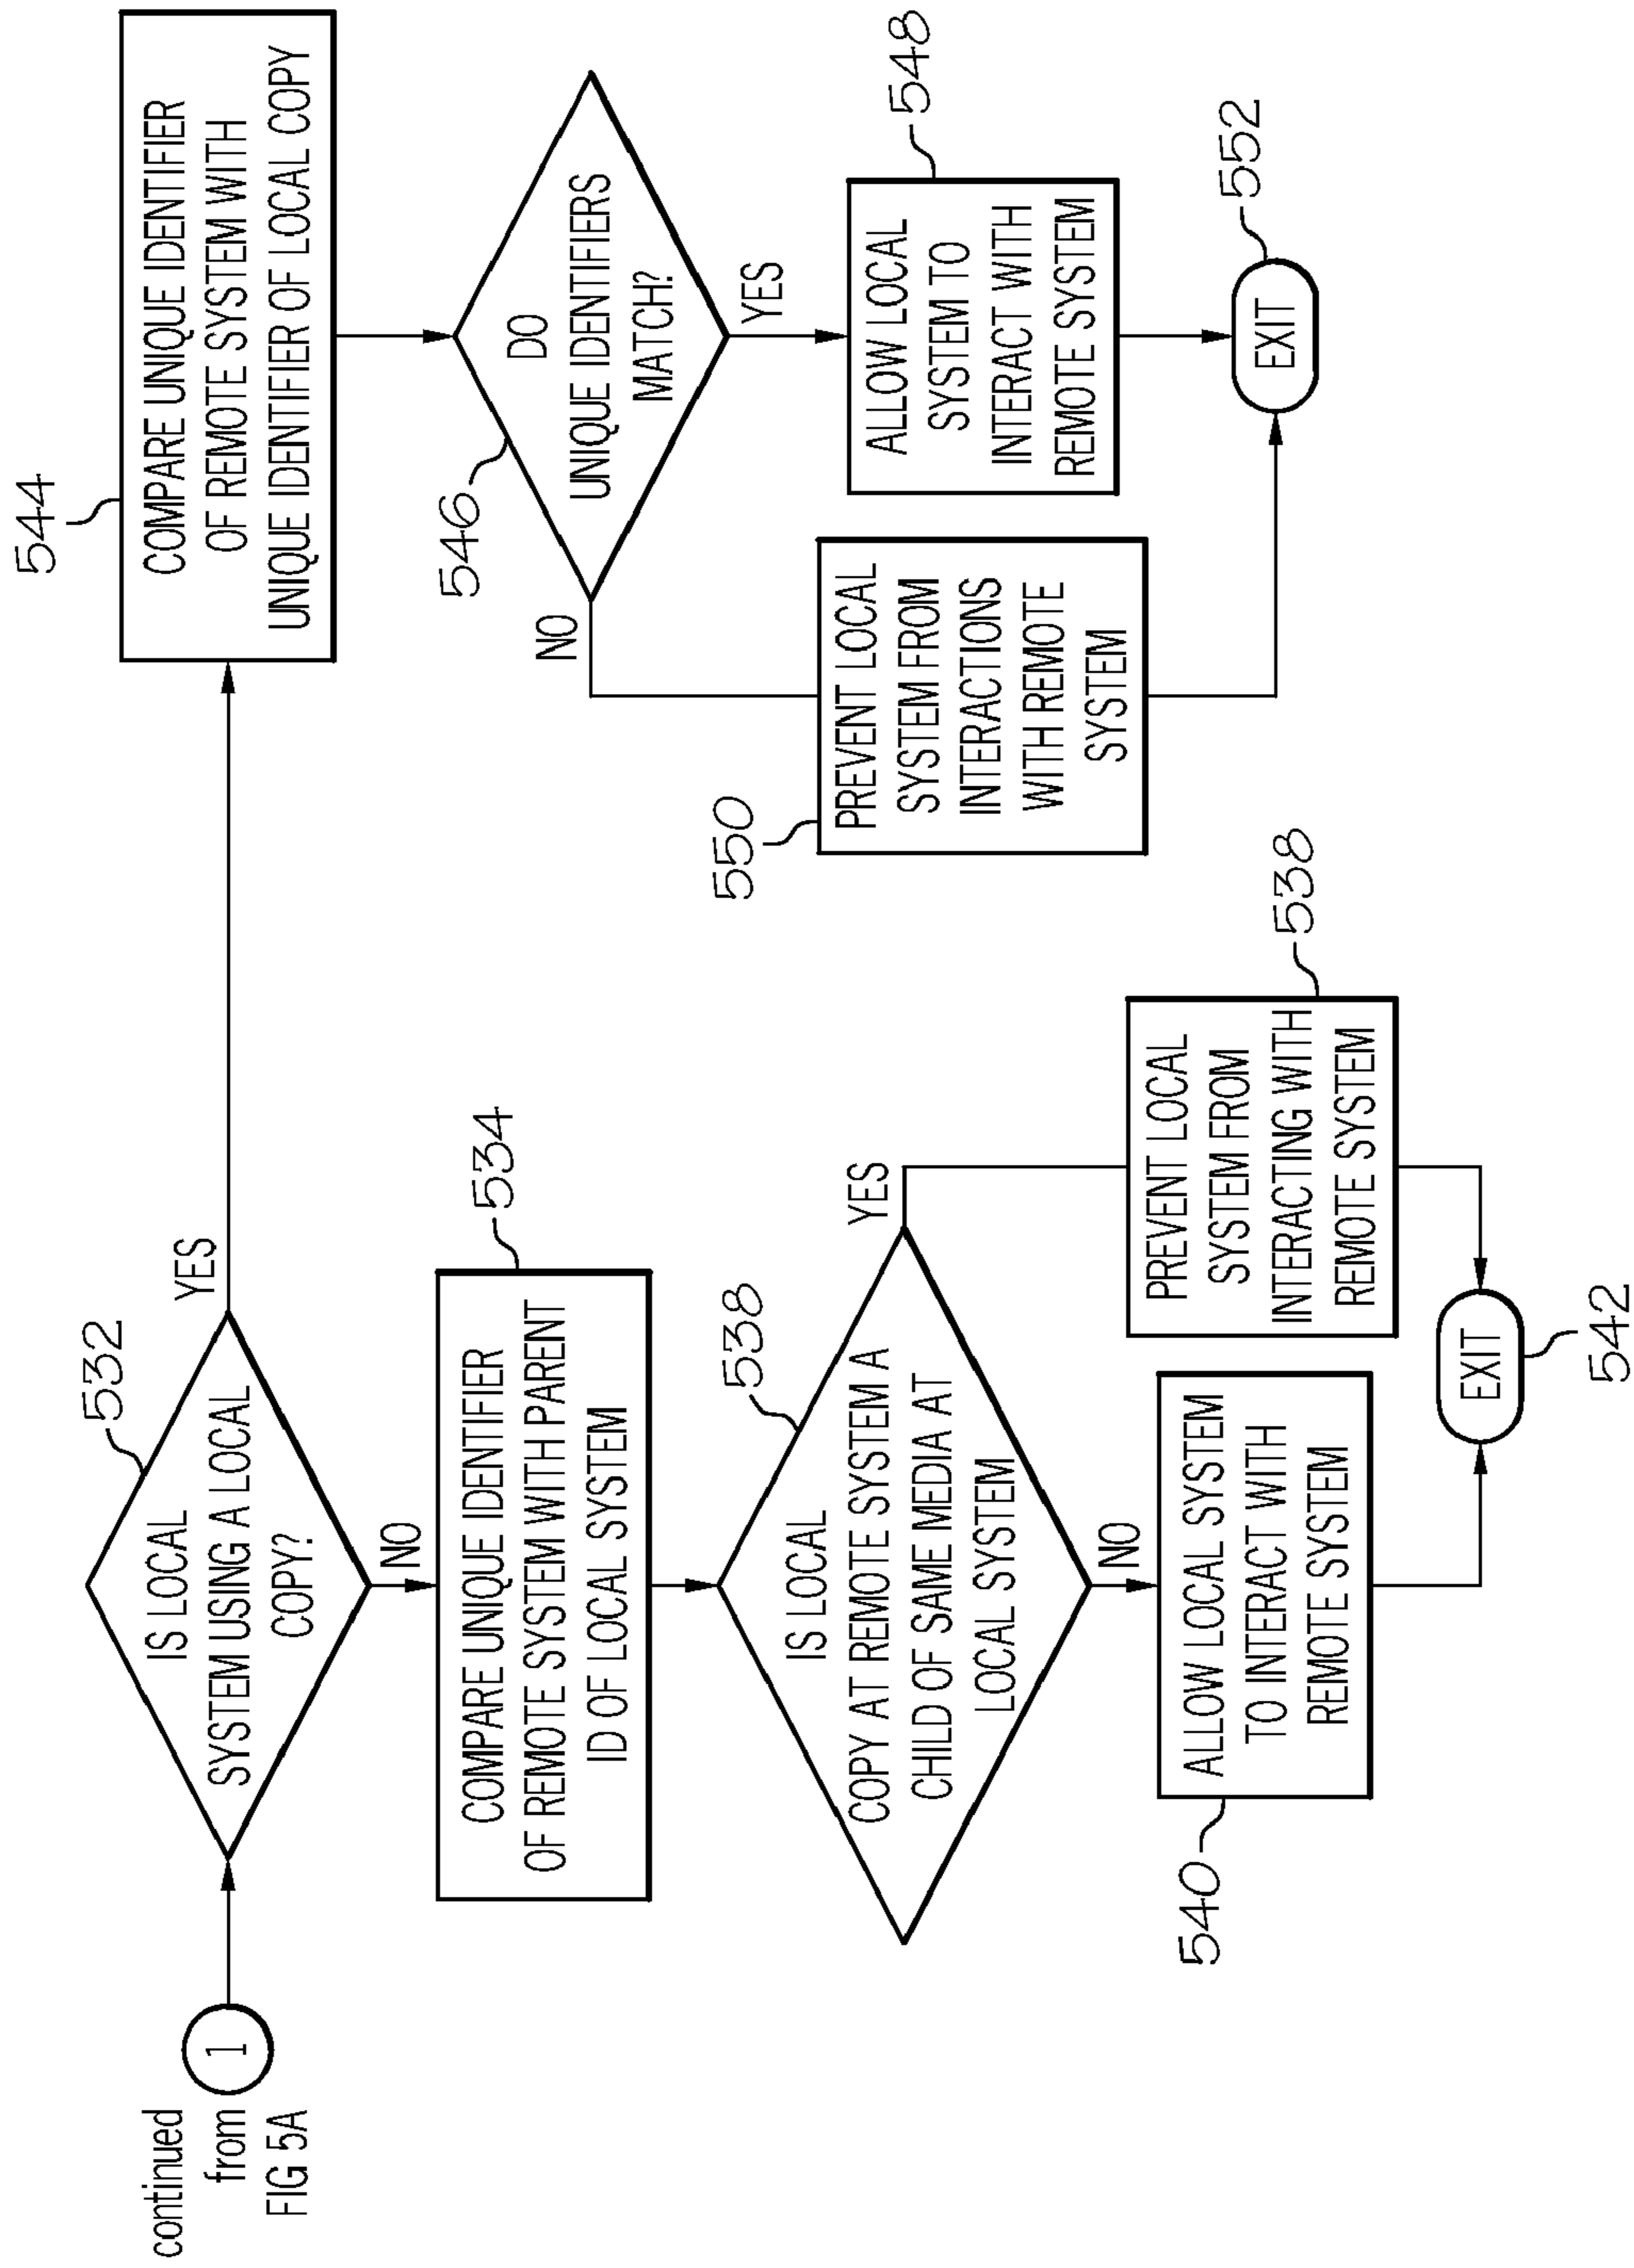 continued
from
FIG 5A
1
532
IS LOCAL
SYSTEM USING A LOCAL
COPY?
YES
NO
544
COMPARE UNIQUE IDENTIFIER
OF REMOTE SYSTEM WITH
UNIQUE IDENTIFIER OF LOCAL COPY
534
COMPARE UNIQUE IDENTIFIER
OF REMOTE SYSTEM WITH PARENT
ID OF LOCAL SYSTEM
546
DO
UNIQUE IDENTIFIERS
MATCH?
NO
YES
538
IS LOCAL
COPY AT REMOTE SYSTEM A
CHILD OF SAME MEDIA AT
LOCAL SYSTEM
YES
NO
550
PREVENT LOCAL
SYSTEM FROM
INTERACTIONS
WITH REMOTE
SYSTEM
548
ALLOW LOCAL
SYSTEM TO
INTERACT WITH
REMOTE SYSTEM
540
ALLOW LOCAL SYSTEM
TO INTERACT WITH
REMOTE SYSTEM
538
PREVENT LOCAL
SYSTEM FROM
INTERACTING WITH
REMOTE SYSTEM
EXIT
552
EXIT
542